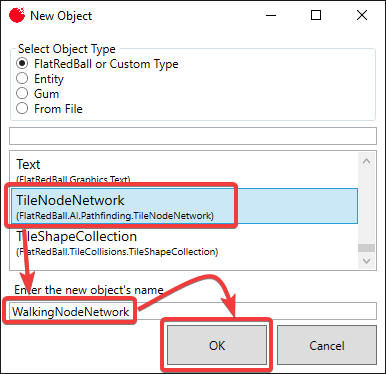 New Object
Select Object Type
FlatRedBall or Custom Type
Entity
Gum
From File
Text
(FlatRedBall.Graphics.Text)
TileNodeNetwork
(FlatRedBall.AI.Pathfinding.TileNodeNetwork)
TileShapeCollection
(FlatRedBall.TileCollisions.TileShapeCollection)
Enter the new object's name
WalkingNodeNetwork
OK
Cancel